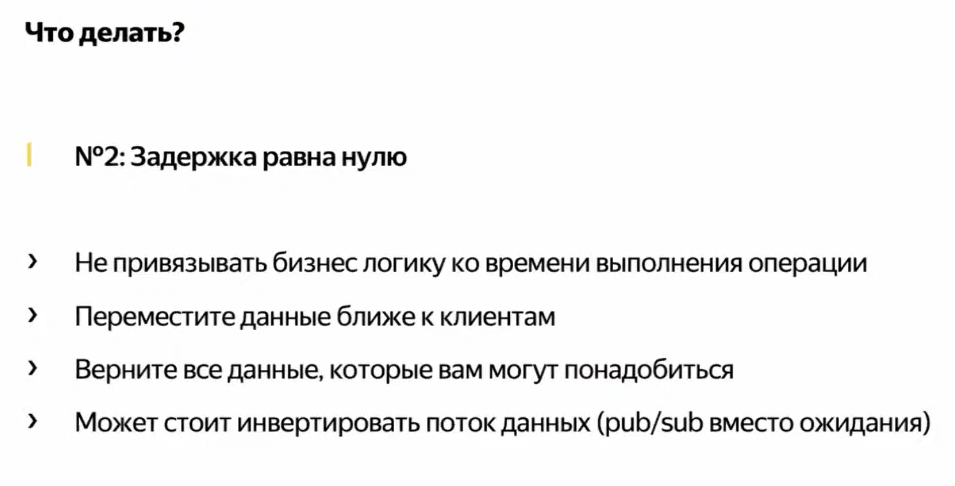 Что делать?
№2: Задержка равна нулю
› Не привязывать бизнес логику ко времени выполнения операции
› Переместите данные ближе к клиентам
› Верните все данные, которые вам могут понадобиться
› Может стоит инвертировать поток данных (pub/sub вместо ожидания)